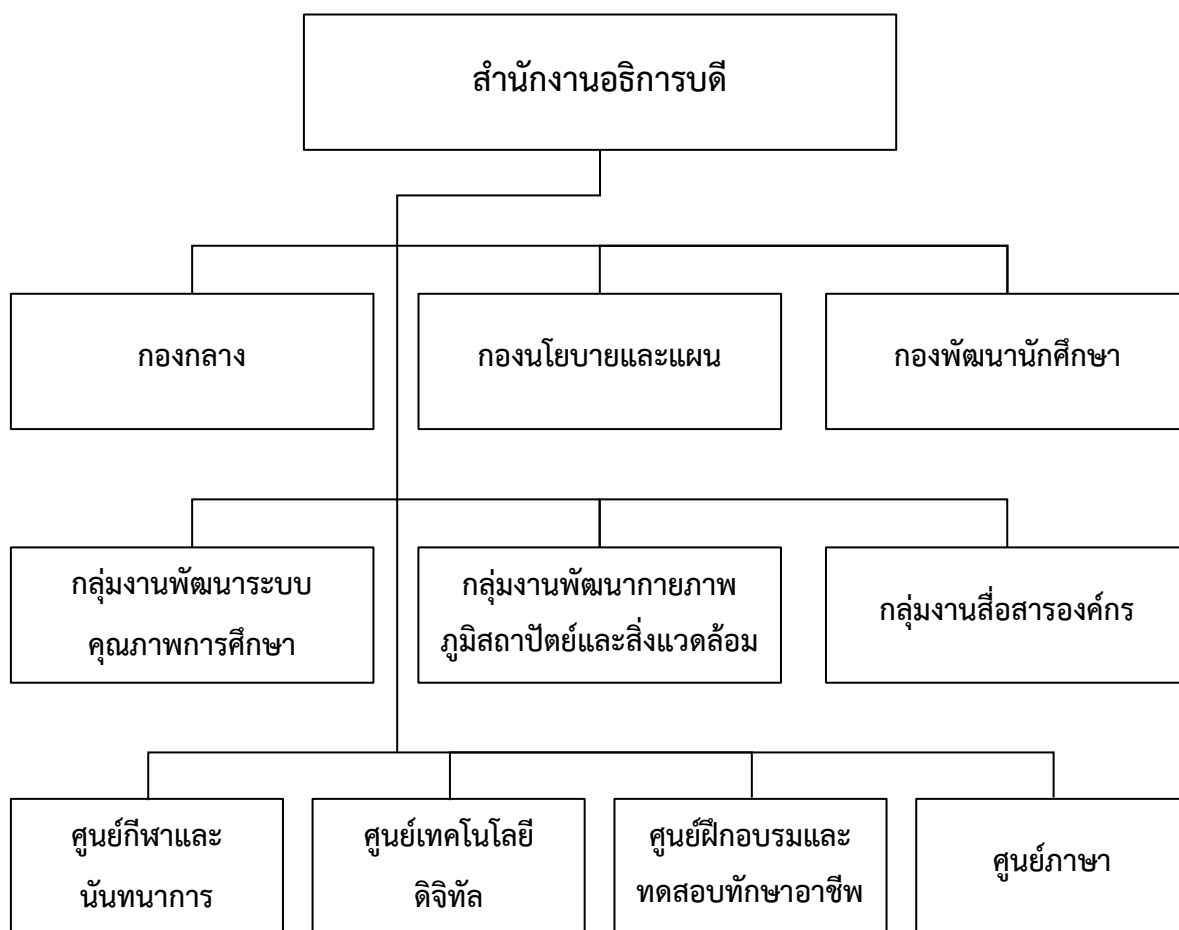 สำนักงานอธิการบดี
กองกลาง
กองนโยบายและแผน
กองพัฒนานักศึกษา
กลุ่มงานพัฒนาระบบ
คุณภาพการศึกษา
กลุ่มงานพัฒนากายภาพ
ภูมิสถาปัตย์และสิ่งแวดล้อม
กลุ่มงานสื่อสารองค์กร
ศูนย์กีฬาและ
นันทนาการ
ศูนย์เทคโนโลยี
ดิจิทัล
ศูนย์ฝึกอบรมและ
ทดสอบทักษาอาชีพ
ศูนย์ภาษา